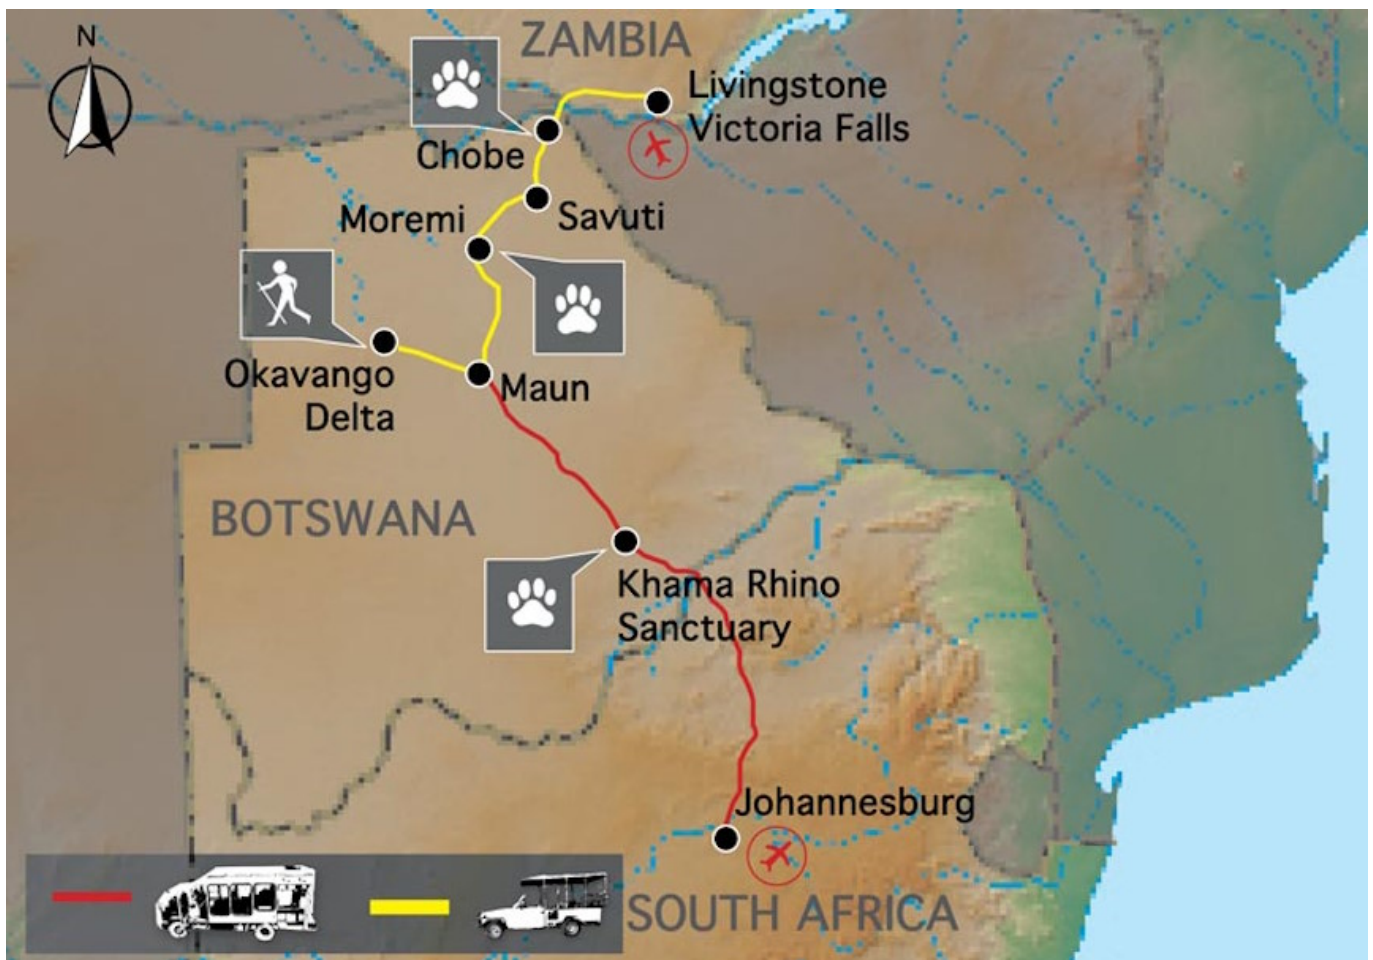 N
ZAMBIA
Livingstone
Victoria Falls
Chobe
Moremi
Savuti
Okavango
Delta
Maun
BOTSWANA
Khama Rhino
Sanctuary
Johannesburg
SOUTH AFRICA